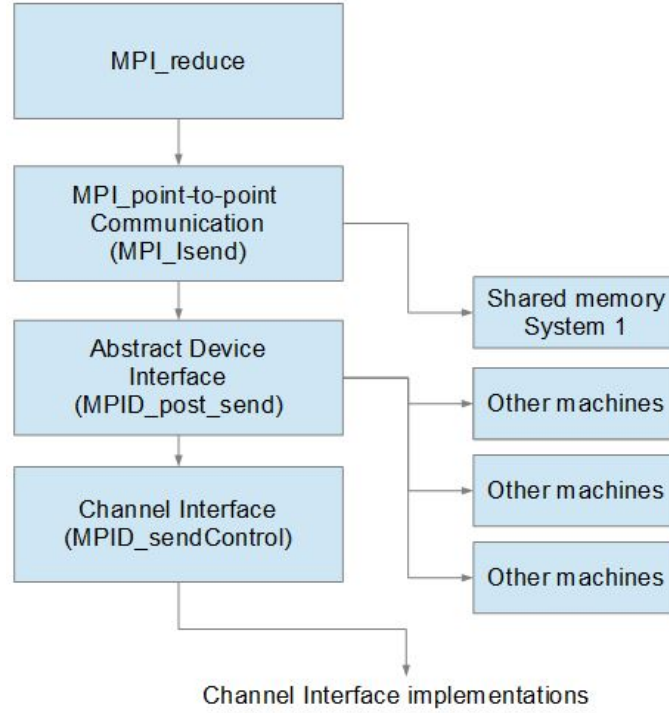 MPI_reduce
MPI_point-to-point
Communication
(MPI_Isend)
Shared memory
System 1
Abstract Device
Interface
(MPID_post_send)
Other machines
Other machines
Channel Interface
(MPID_sendControl)
Other machines
Channel Interface implementations